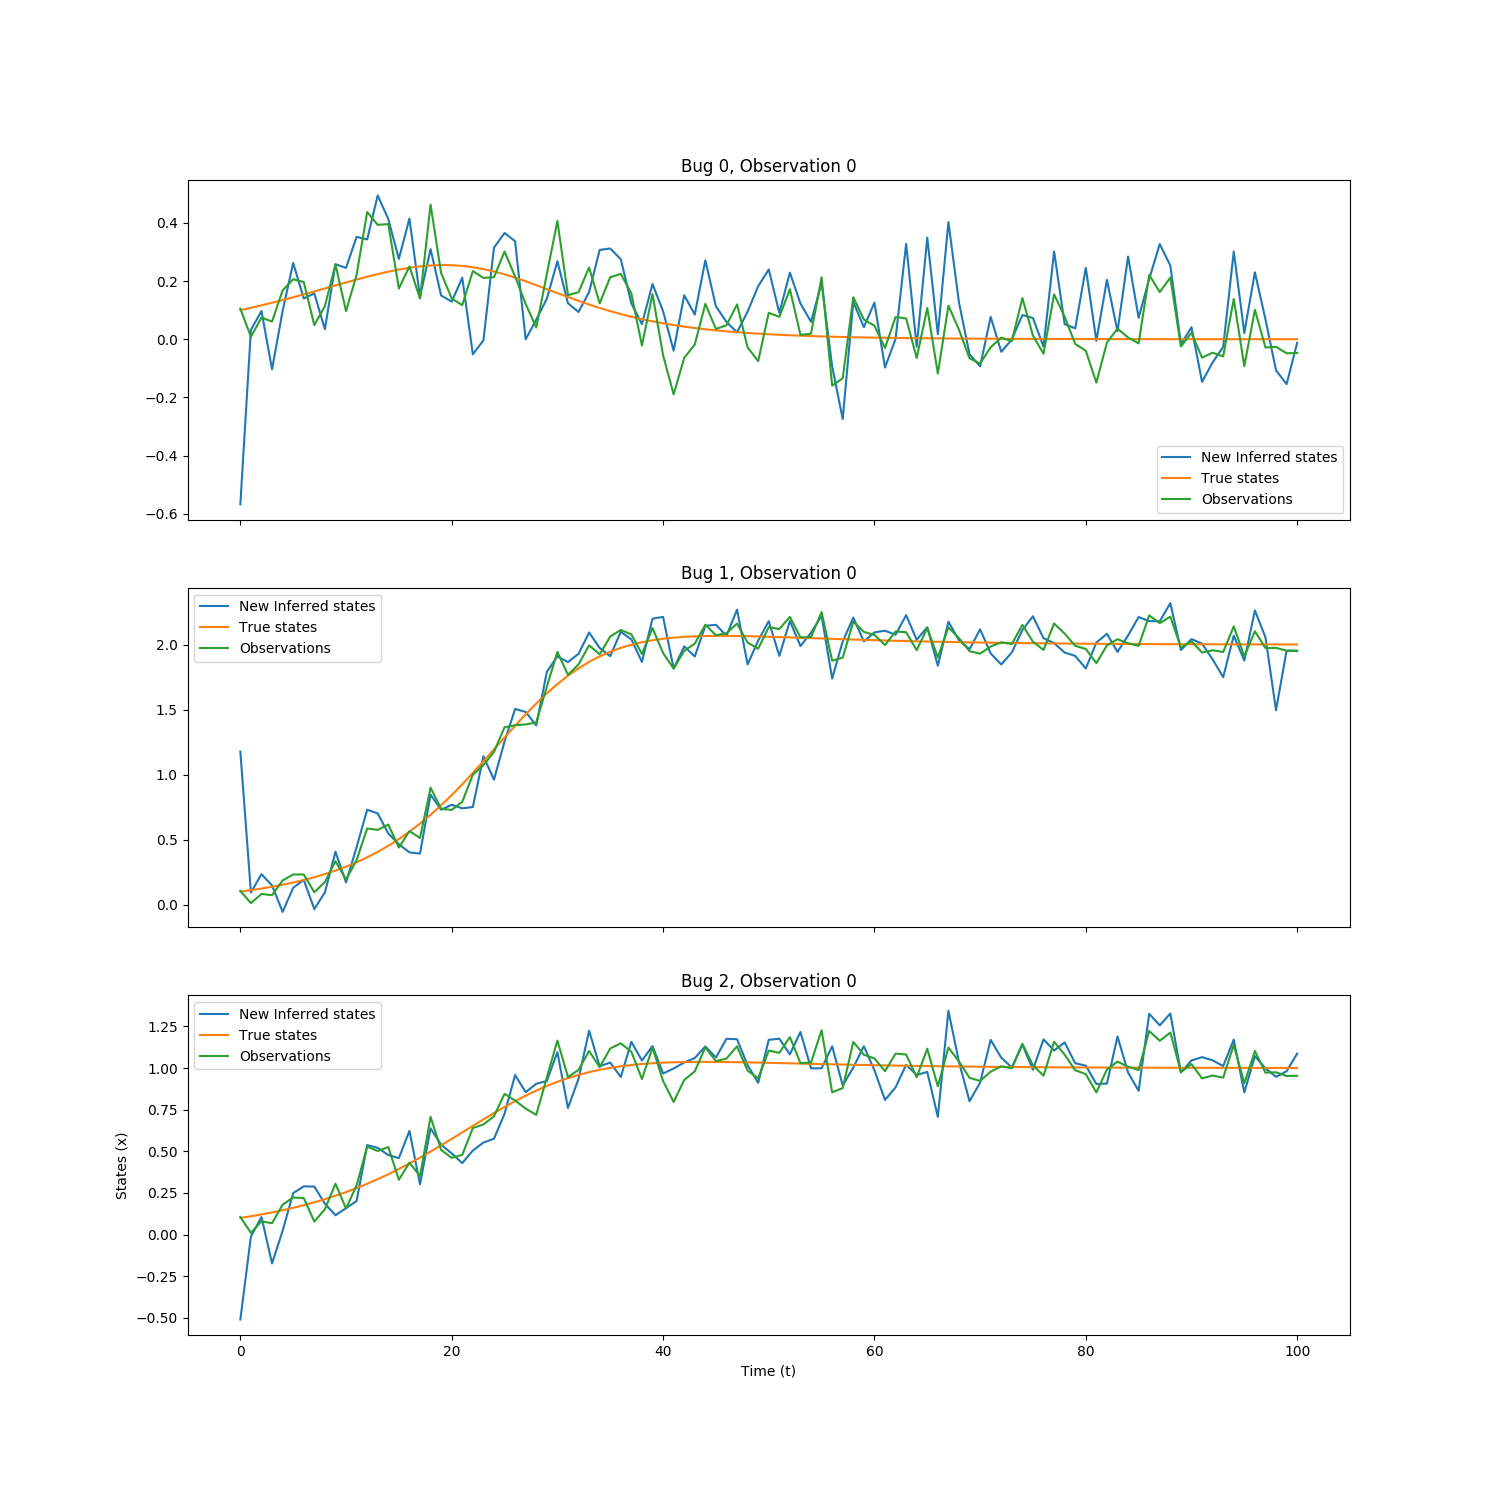 Bug 0, Observation 0
0.4
0.2
0.0
−0.2
−0.4
−0.6
New Inferred states
True states
Observations
Bug 1, Observation 0
New Inferred states
True states
Observations
2.0
1.5
1.0
0.5
0.0
Bug 2, Observation 0
New Inferred states
True states
Observations
1.25
1.00
0.75
0.50
0.25
0.00
−0.25
−0.50
States (x)
0 20 40 60 80 100
Time (t)